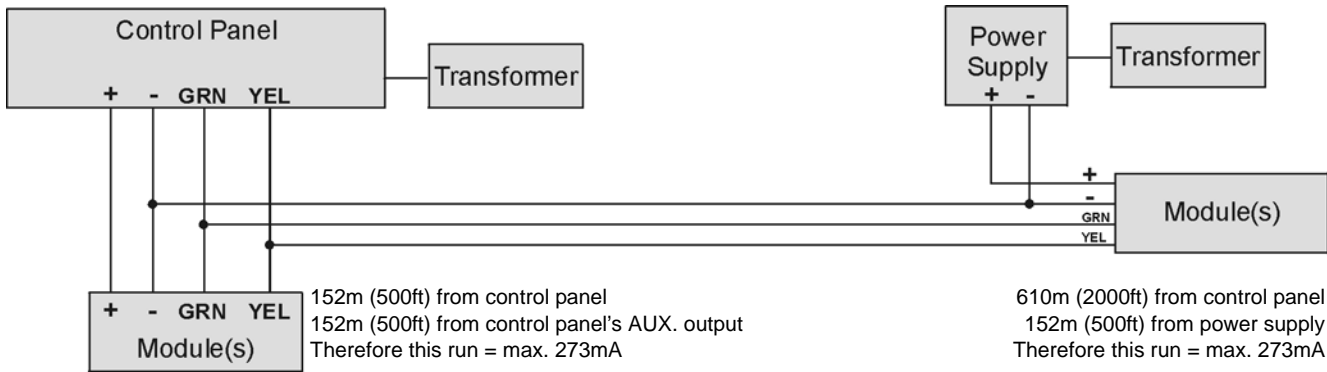 Control Panel
+ - GRN YEL
Transformer
Power
Supply
+ -
Transformer
+
-
GRN
YEL
Module(s)
+ - GRN YEL
Module(s)
152m (500ft) from control panel
152m (500ft) from control panel's AUX. output
Therefore this run = max. 273mA
610m (2000ft) from control panel
152m (500ft) from power supply
Therefore this run = max. 273mA